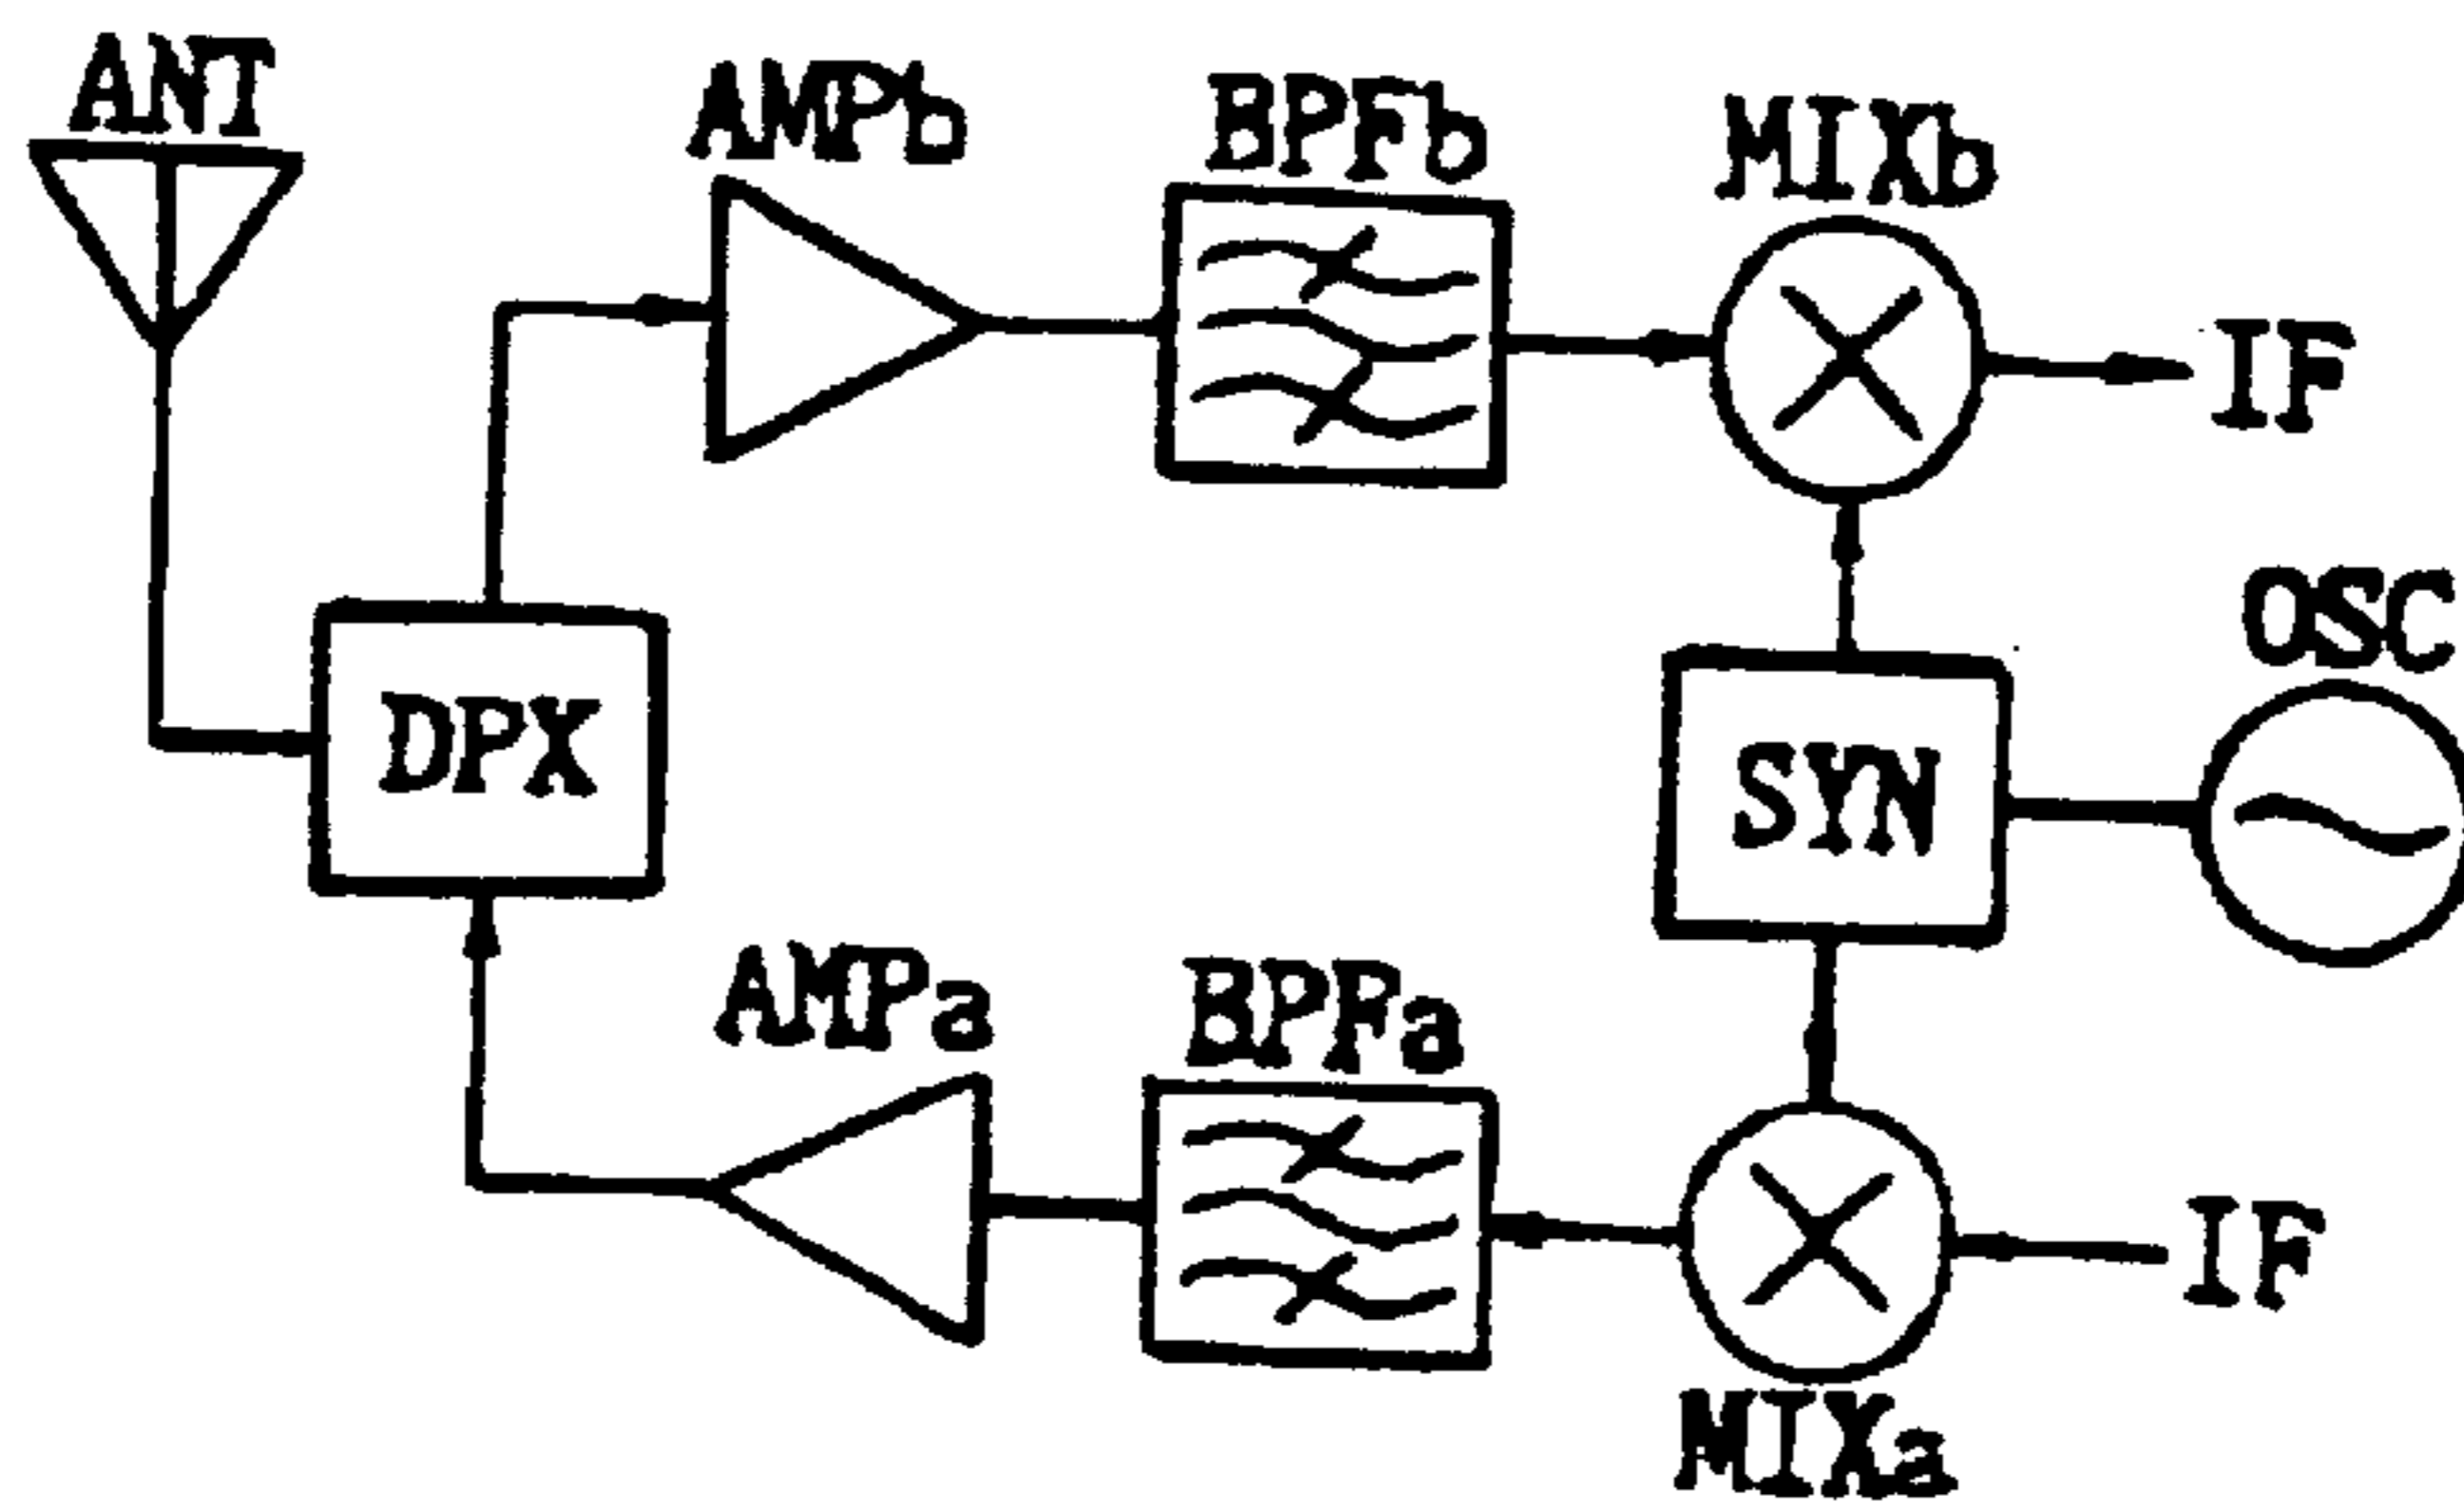 ANT
AMPb
BPFb
MIXb
IF
OSC
DPX
SYN
AMPa
BPFa
IF
MIXa